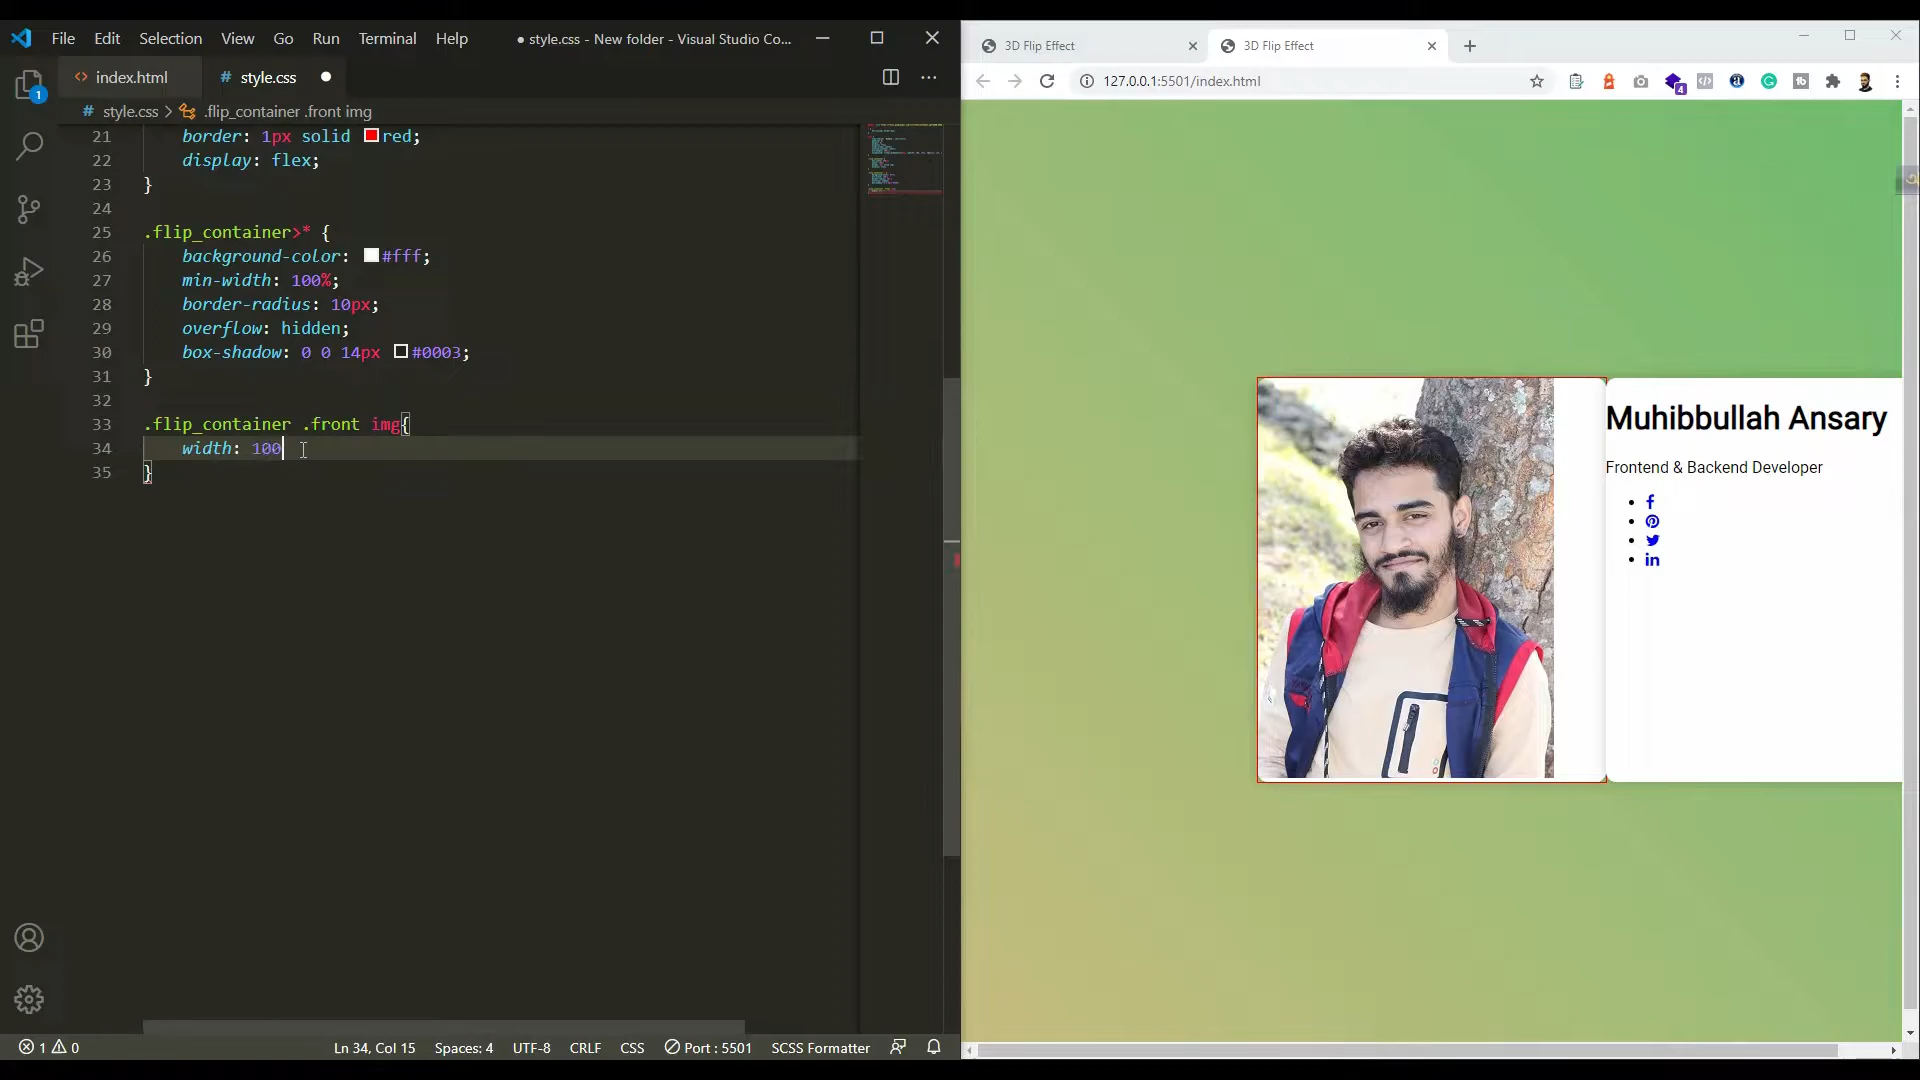 File Edit Selection View Go Run Terminal Help
● style.css - New folder - Visual Studio Co...
index.html
# style.css
# style.css > .flip_container .front img
21 border: 1px solid red;
22 display: flex;
23 }
24
25 .flip_container>* {
26 background-color: #fff;
27 min-width: 100%;
28 border-radius: 10px;
29 overflow: hidden;
30 box-shadow: 0 0 14px #0003;
31 }
32
33 .flip_container .front img{
34 width: 100
35 }
1
1 0
Ln 34, Col 15 Spaces: 4 UTF-8 CRLF CSS Port : 5501 SCSS Formatter
3D Flip Effect
3D Flip Effect
127.0.0.1:5501/index.html
4
Muhibbullah Ansary
Frontend & Backend Developer